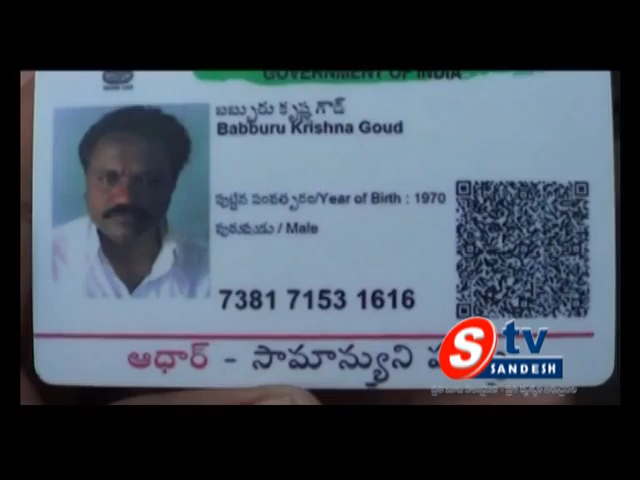 GOVERNMENT OF INDIA
బబ్బురు కృష్ణ గౌడ్
Babburu Krishna Goud
పుట్టిన సంవత్సరం/Year of Birth : 1970
పురుషుడు / Male
7381 7153 1616
ఆధార్ - సామాన్యుని
S tv
SANDESH